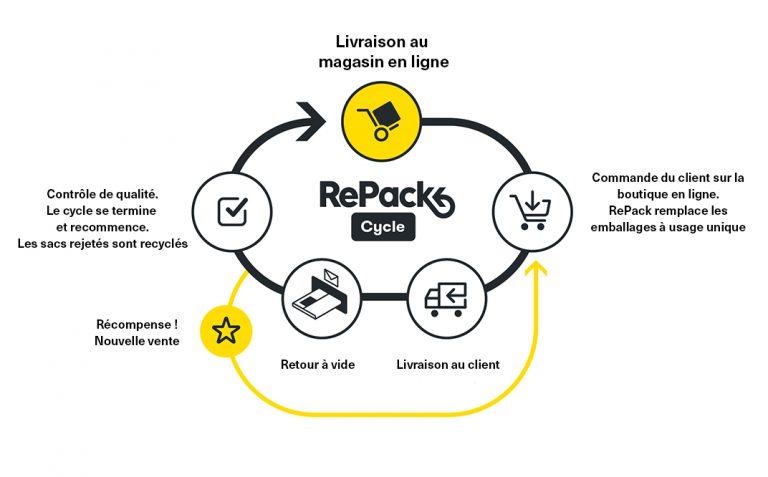 Livraison au
magasin en ligne
RePack
Cycle
Commande du client sur la
boutique en ligne.
RePack remplace les
emballages à usage unique
Contrôle de qualité.
Le cycle se termine
et recommence.
Les sacs rejetés sont recyclés
Récompense !
Nouvelle vente
Retour à vide
Livraison au client